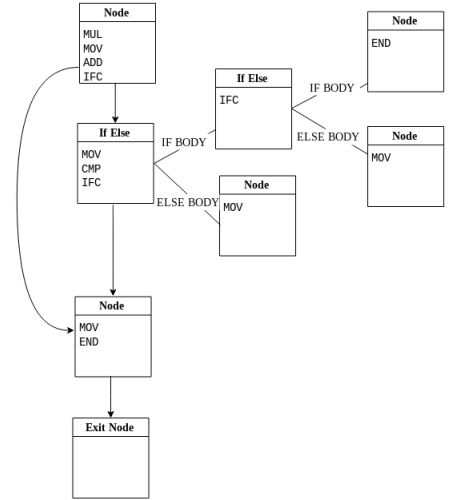 Node
MUL
MOV
ADD
IFC
If Else
MOV
CMP
IFC
IF BODY
ELSE BODY
If Else
IFC
IF BODY
ELSE BODY
Node
END
Node
MOV
Node
MOV
Node
MOV
END
Exit Node